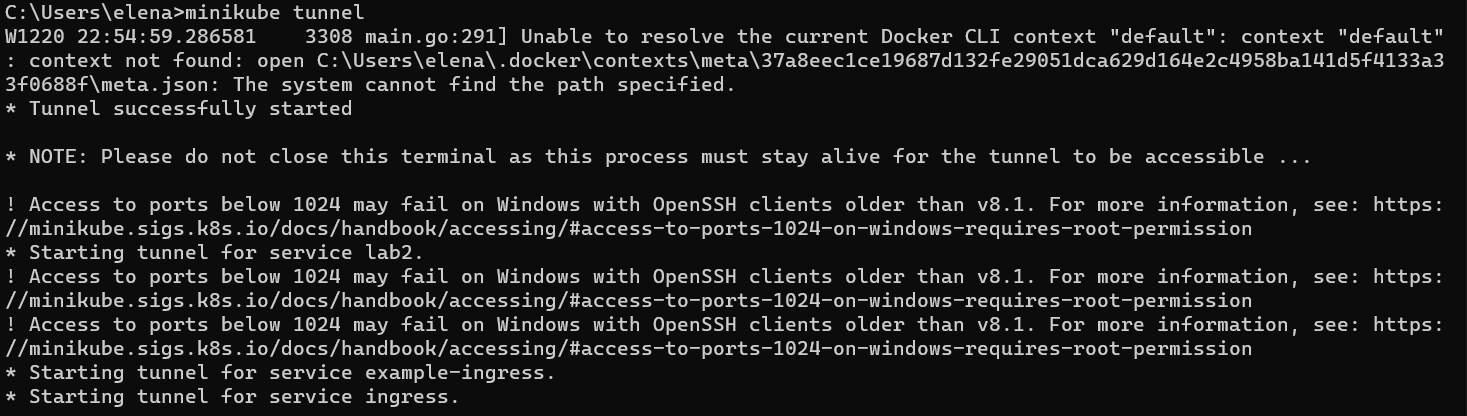 C:\Users\elena>minikube tunnel
W1220 22:54:59.286581    3308 main.go:291] Unable to resolve the current Docker CLI context "default": context "default"
: context not found: open C:\Users\elena\.docker\contexts\meta\37a8eec1ce19687d132fe29051dca629d164e2c4958ba141d5f4133a3
3f0688f\meta.json: The system cannot find the path specified.
* Tunnel successfully started
* NOTE: Please do not close this terminal as this process must stay alive for the tunnel to be accessible ...
! Access to ports below 1024 may fail on Windows with OpenSSH clients older than v8.1. For more information, see: https:
//minikube.sigs.k8s.io/docs/handbook/accessing/#access-to-ports-1024-on-windows-requires-root-permission
* Starting tunnel for service lab2.
! Access to ports below 1024 may fail on Windows with OpenSSH clients older than v8.1. For more information, see: https:
//minikube.sigs.k8s.io/docs/handbook/accessing/#access-to-ports-1024-on-windows-requires-root-permission
! Access to ports below 1024 may fail on Windows with OpenSSH clients older than v8.1. For more information, see: https:
//minikube.sigs.k8s.io/docs/handbook/accessing/#access-to-ports-1024-on-windows-requires-root-permission
* Starting tunnel for service example-ingress.
* Starting tunnel for service ingress.